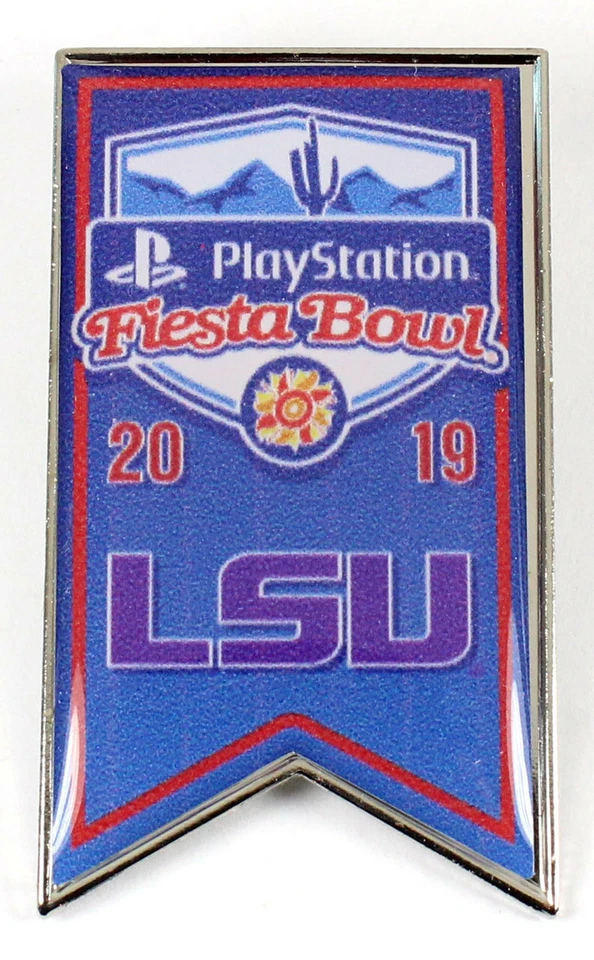 PlayStation
Fiesta Bowl
20 19
LSU